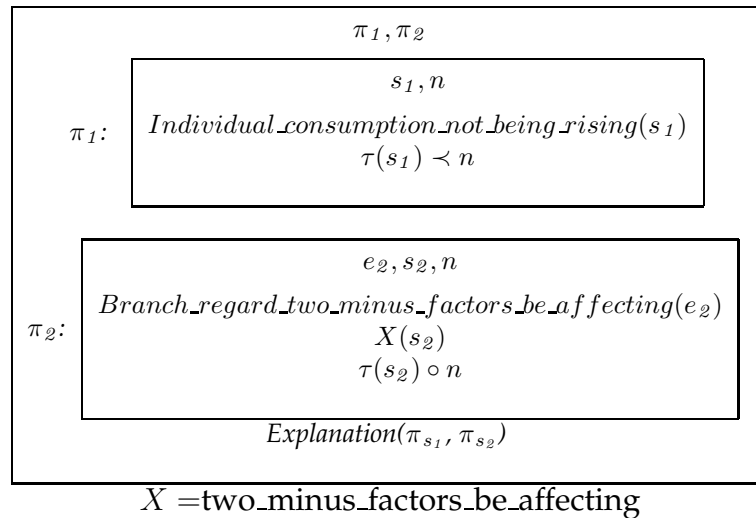 π1, π2
s1, n
π1: Individual_consumption_not_being_rising(s1)
τ(s1) ≺ n
e2, s2, n
Branch_regard_two_minus_factors_be_affecting(e2)
π2: X(s2)
τ(s2) ∘ n
Explanation(πs1, πs2)
X =two_minus_factors_be_affecting